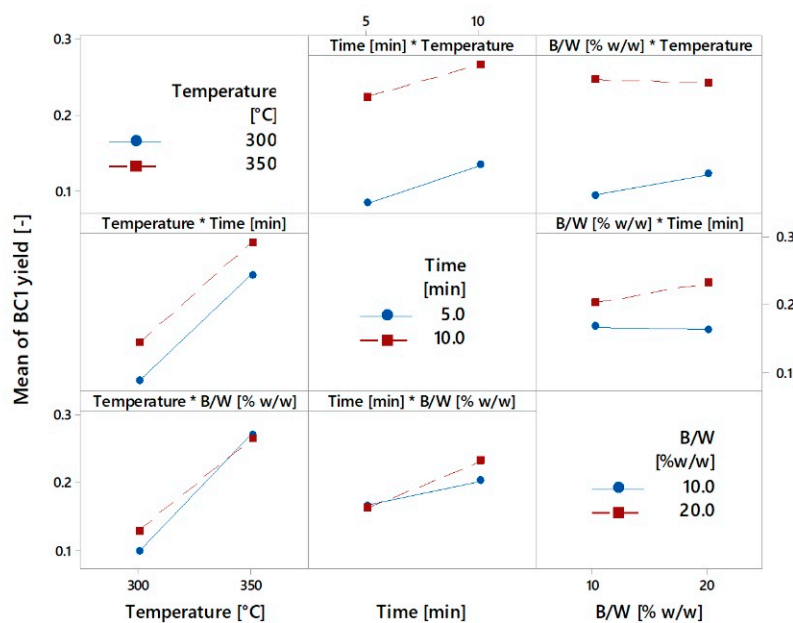 5 10
0.3
0.2
0.1
Temperature
[°C]
300
350
Time [min] * Temperature
B/W [% w/w] * Temperature
Mean of BC1 yield [-]
Temperature * Time [min]
Time
[min]
5.0
10.0
B/W [% w/w] * Time [min]
0.3
0.2
0.1
Temperature * B/W [% w/w]
Time [min] * B/W [% w/w]
0.3
0.2
0.1
B/W
[%w/w]
10.0
20.0
300 350
10 20
Temperature [°C]
Time [min]
B/W [% w/w]